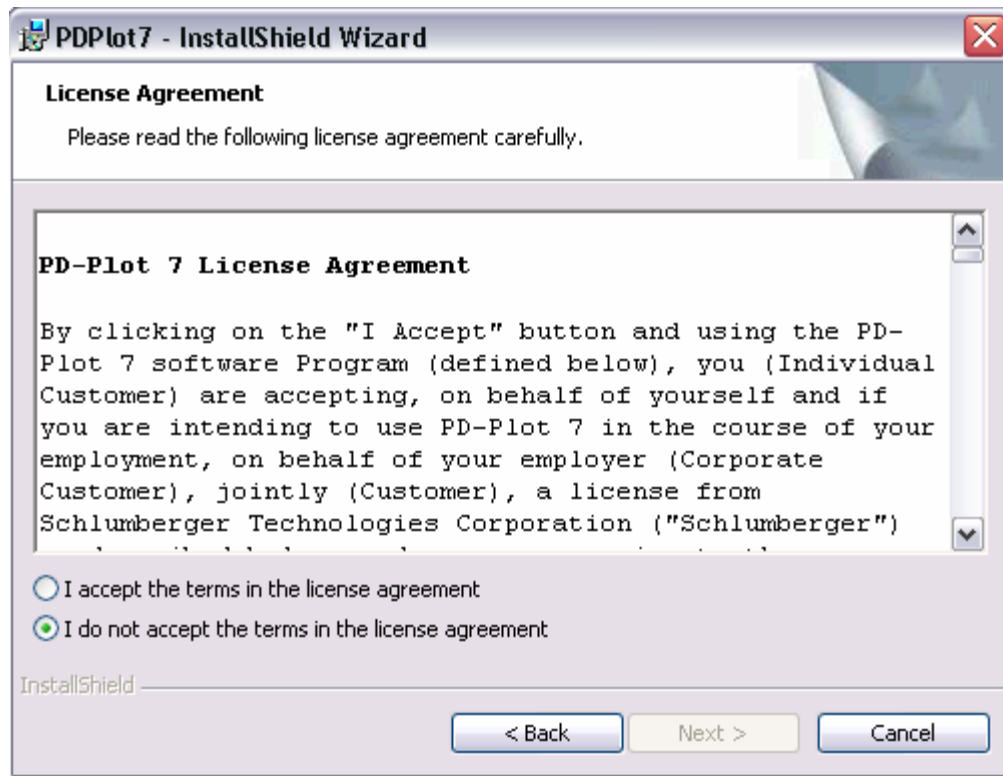 PDPlot7 - InstallShield Wizard
License Agreement
Please read the following license agreement carefully.
PD-Plot 7 License Agreement
By clicking on the "I Accept" button and using the PD-
Plot 7 software Program (defined below), you (Individual
Customer) are accepting, on behalf of yourself and if
you are intending to use PD-Plot 7 in the course of your
employment, on behalf of your employer (Corporate
Customer), jointly (Customer), a license from
Schlumberger Technologies Corporation ("Schlumberger")
I accept the terms in the license agreement
I do not accept the terms in the license agreement
InstallShield
< Back
Next >
Cancel